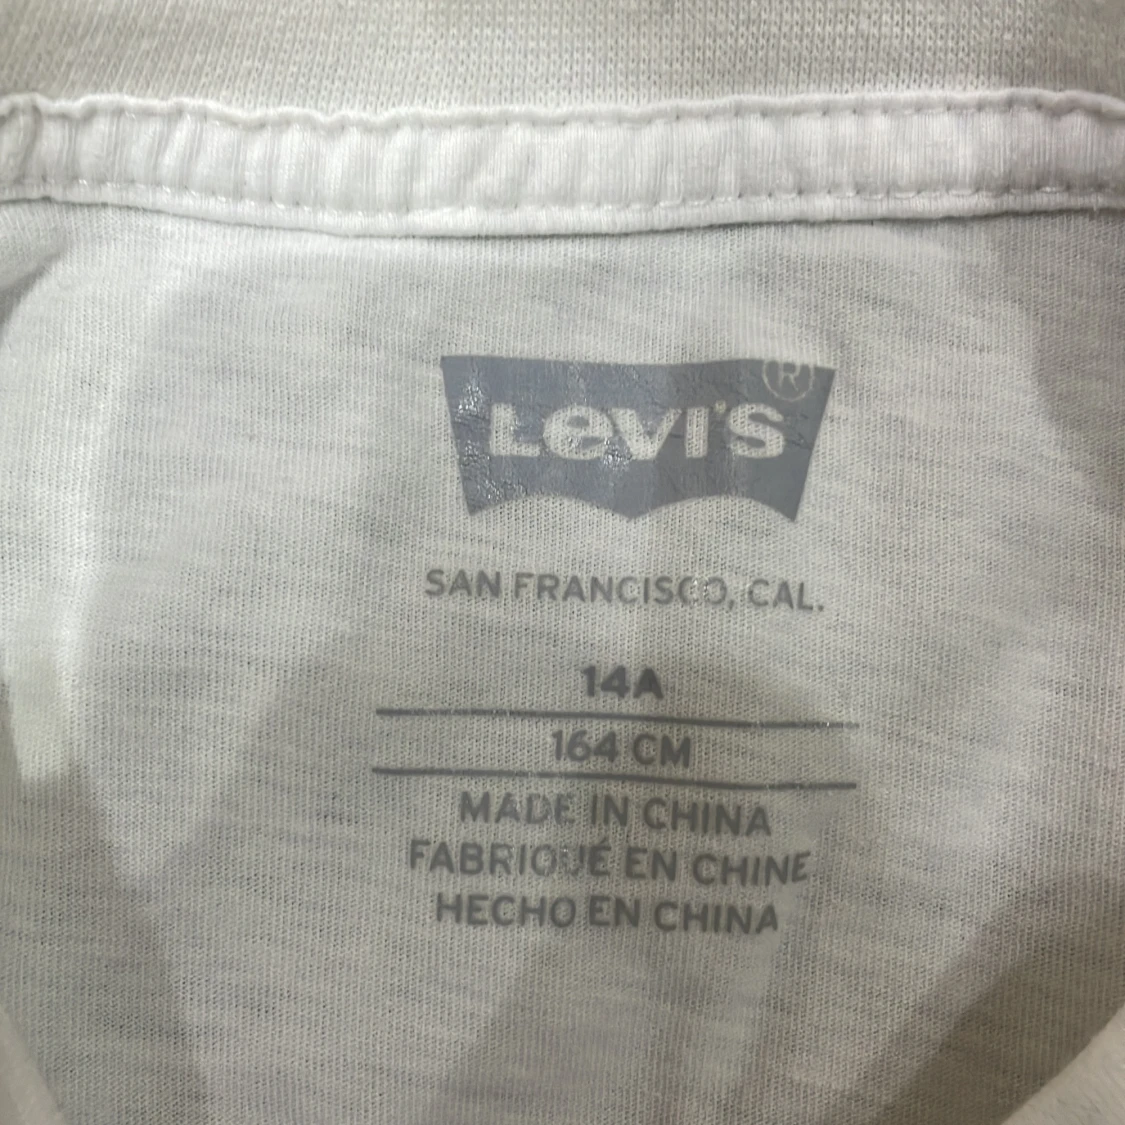 LEVI'S ®
SAN FRANCISCO, CAL.
14A
164 CM
MADE IN CHINA
FABRIQUÉ EN CHINE
HECHO EN CHINA